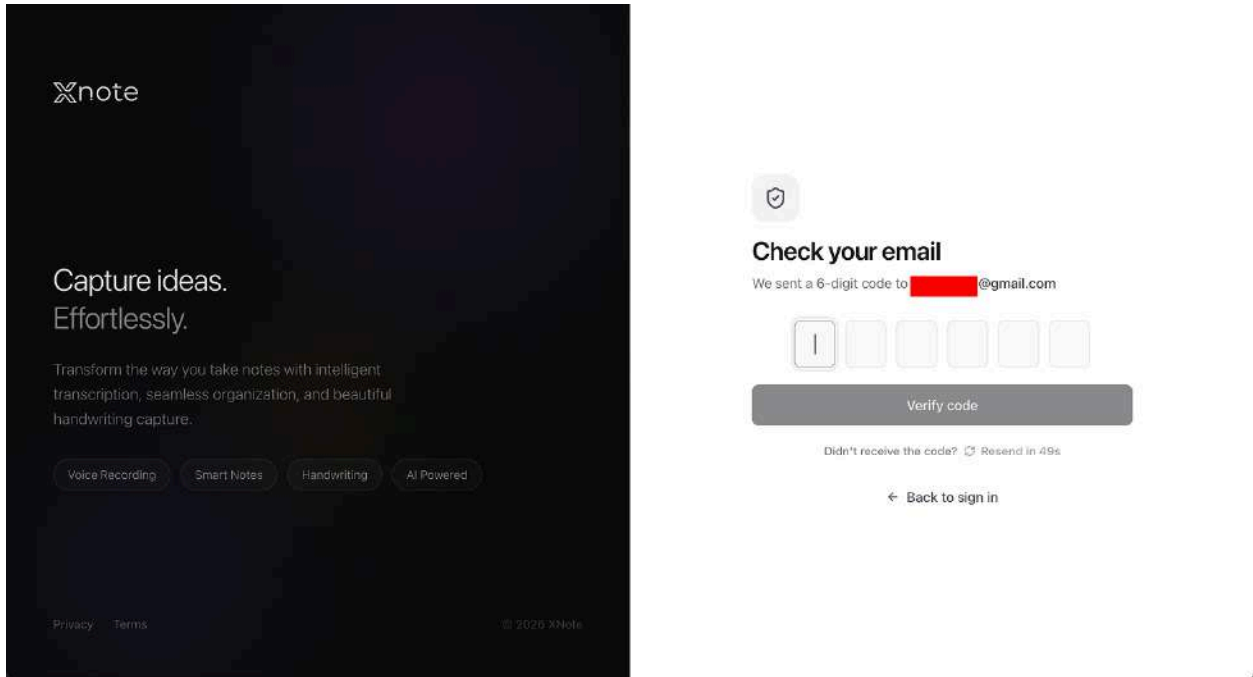 Xnote
Capture ideas.
Effortlessly.
Transform the way you take notes with intelligent
transcription, seamless organization, and beautiful
handwriting capture.
Voice Recording Smart Notes Handwriting AI Powered
Privacy Terms © 2026 XNote
Check your email
We sent a 6-digit code to @gmail.com
Verify code
Didn't receive the code? Resend in 49s
← Back to sign in